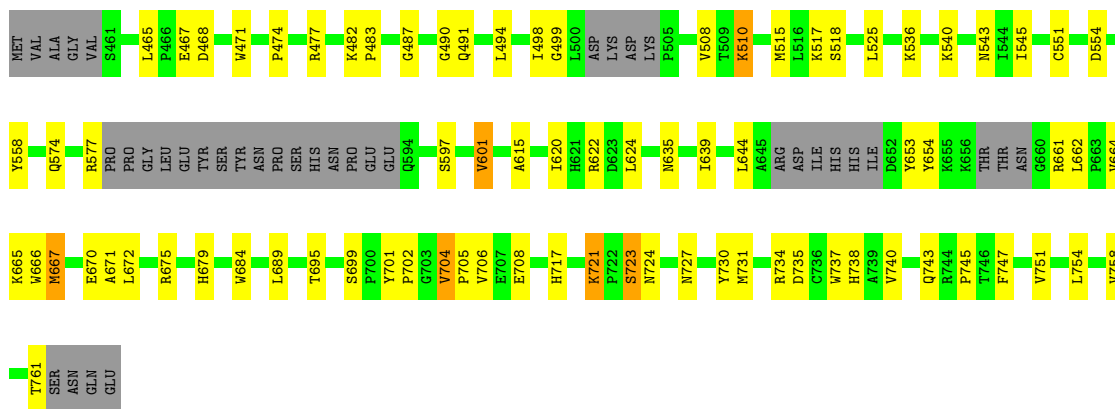 MET VAL ALA GLY VAL S461 L465 P466 E467 D468 W471 P474 R477 K482 P483 G487 G490 Q491 L494 I498 G499 L500 ASP LYS ASP LYS P505 V508 T509 K510 M515 L516 K517 S518 L525 K536 K540 N543 I544 I545 C551 D554
Y558 Q574 R577 PRO PRO GLY LEU GLU TYR SER TYR ASN PRO SER HIS ASN PRO GLU GLU Q594 S597 V601 A615 I620 H621 R622 D623 L624 N635 I639 L644 A645 ARG ASP ILE HIS HIS ILE D652 Y653 Y654 K655 K656 THR THR ASN G660 R661 L662 P663
K665 W666 M667 E670 A671 L672 R675 H679 W684 L689 T695 S699 P700 Y701 P702 G703 V704 P705 V706 E707 E708 H717 K721 P722 S723 N724 N727 Y730 M731 R734 D735 C736 W737 H738 A739 V740 Q743 R744 P745 T746 F747 V751 L754
T761 SER ASN GLN GLU